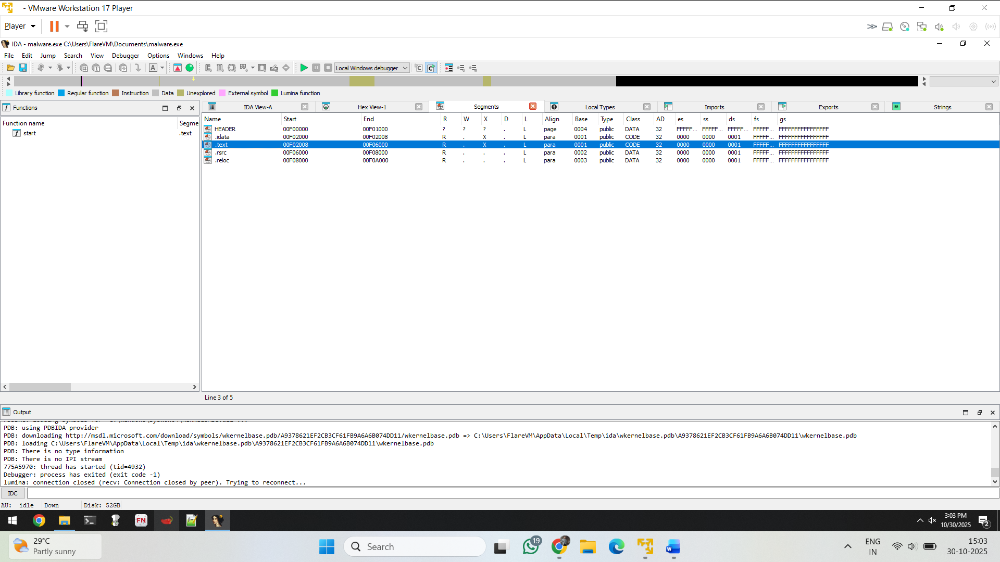 - VMware Workstation 17 Player
Player
IDA - malware.exe C:\Users\FlareVM\Documents\malware.exe
File Edit Jump Search View Debugger Options Windows Help
A Local Windows debugger
Library function Regular function Instruction Data Unexplored External symbol Lumina function
Functions
IDA View-A Hex View-1 Segments Local Types Imports Exports Strings
Function name Segme
start .text
Name Start End R W X D L Align Base Type Class AD es ss ds fs gs
HEADER 00F00000 00F01000 ? ? ? . L page 0004 public DATA 32 FFFFF... FFFFF... FFFFF... FFFFF... FFFFFFFFFFFFFFFF
.idata 00F02000 00F02008 R . X . L para 0001 public CODE 32 0000 0000 0001 FFFFF... FFFFFFFFFFFFFFFF
.text 00F02008 00F06000 R . X . L para 0001 public CODE 32 0000 0000 0001 FFFFF... FFFFFFFFFFFFFFFF
.rsrc 00F06000 00F08000 R . . . L para 0002 public DATA 32 0000 0000 0001 FFFFF... FFFFFFFFFFFFFFFF
.reloc 00F08000 00F0A000 R . . . L para 0003 public DATA 32 0000 0000 0001 FFFFF... FFFFFFFFFFFFFFFF
Line 3 of 5
Output
PDB: using PDBIDA provider
PDB: downloading http://msdl.microsoft.com/download/symbols/wkernelbase.pdb/A9378621EF2CB3CF61FB9A6A6B074DD11/wkernelbase.pdb => C:\Users\FlareVM\AppData\Local\Temp\ida\wkernelbase.pdb\A9378621EF2CB3CF61FB9A6A6B074DD11\wkernelbase.pdb
PDB: loading C:\Users\FlareVM\AppData\Local\Temp\ida\wkernelbase.pdb\A9378621EF2CB3CF61FB9A6A6B074DD11\wkernelbase.pdb
PDB: There is no type information
PDB: There is no IPI stream
775A5970: thread has started (tid=4932)
Debugger: process has exited (exit code -1)
lumina: connection closed (recv: Connection closed by peer). Trying to reconnect...
IDC
AU: idle Down Disk: 52GB
FN
3:03 PM
10/30/2025
2
29°C
Partly sunny
Search
19
W
ENG
IN
15:03
30-10-2025